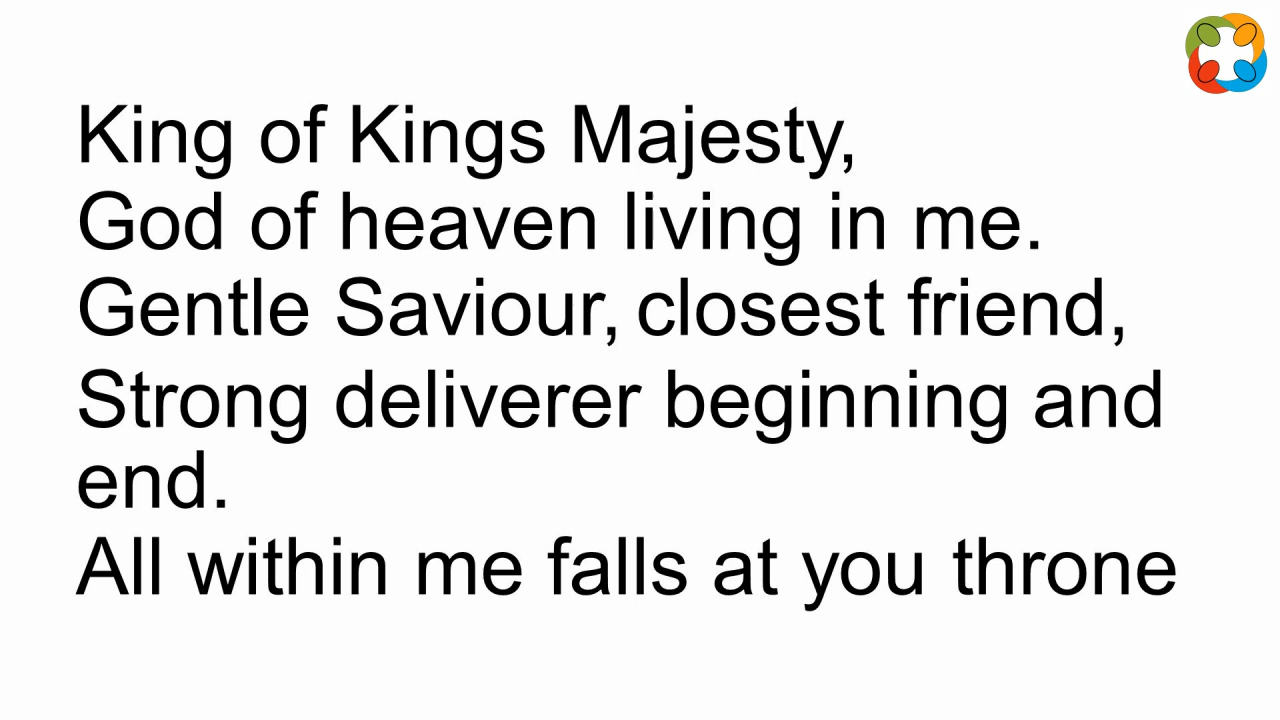 King of Kings Majesty,
God of heaven living in me.
Gentle Saviour, closest friend,
Strong deliverer beginning and
end.
All within me falls at you throne